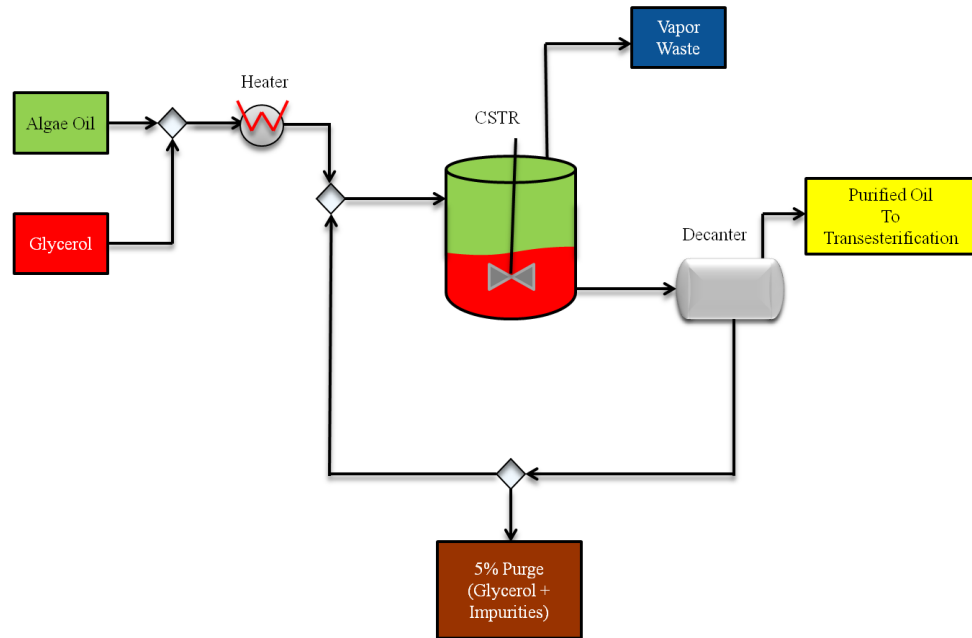 Vapor
Waste
Heater
Algae Oil
CSTR
Purified Oil
To
Transesterification
Glycerol
Decanter
5% Purge
(Glycerol +
Impurities)